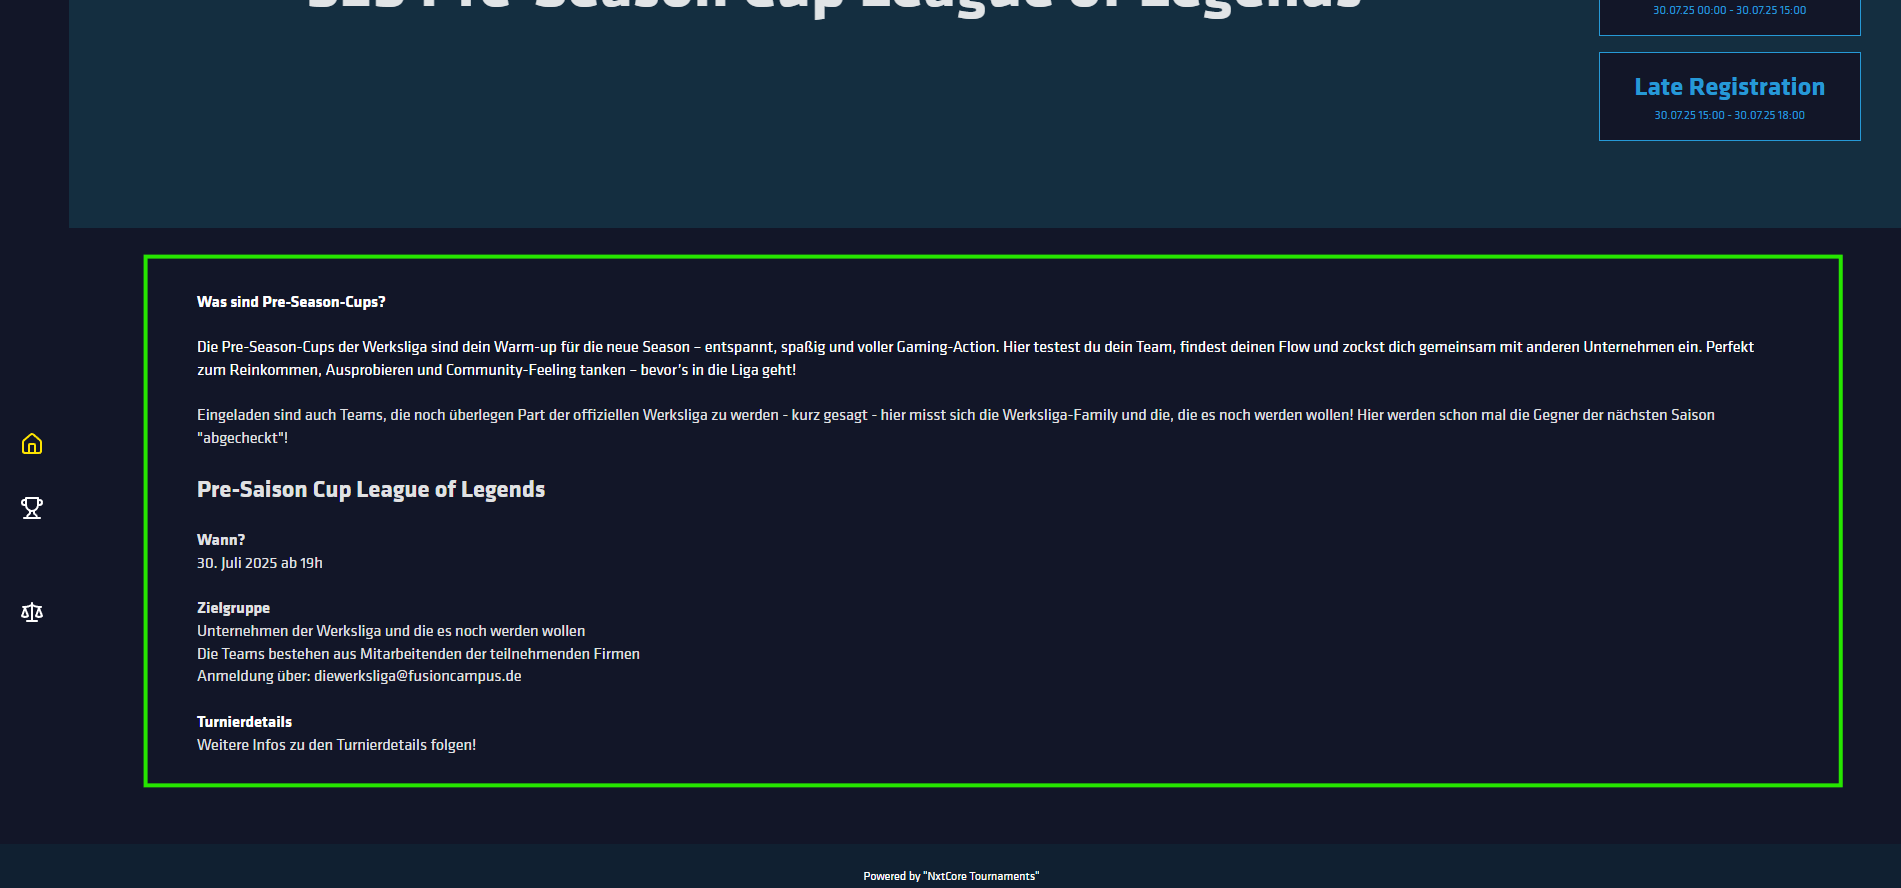 Pre-Season Cup League of Legends
30.07.25 00:00 - 30.07.25 15:00
Late Registration
30.07.25 15:00 - 30.07.25 18:00
Was sind Pre-Season-Cups?
Die Pre-Season-Cups der Werksliga sind dein Warm-up für die neue Season – entspannt, spaßig und voller Gaming-Action. Hier testest du dein Team, findest deinen Flow und zockst dich gemeinsam mit anderen Unternehmen ein. Perfekt
zum Reinkommen, Ausprobieren und Community-Feeling tanken – bevor's in die Liga geht!
Eingeladen sind auch Teams, die noch überlegen Part der offiziellen Werksliga zu werden - kurz gesagt - hier misst sich die Werksliga-Family und die, die es noch werden wollen! Hier werden schon mal die Gegner der nächsten Saison
"abgecheckt"!
Pre-Saison Cup League of Legends
Wann?
30. Juli 2025 ab 19h
Zielgruppe
Unternehmen der Werksliga und die es noch werden wollen
Die Teams bestehen aus Mitarbeitenden der teilnehmenden Firmen
Anmeldung über: diewerksliga@fusioncampus.de
Turnierdetails
Weitere Infos zu den Turnierdetails folgen!
Powered by "NxtCore Tournaments"